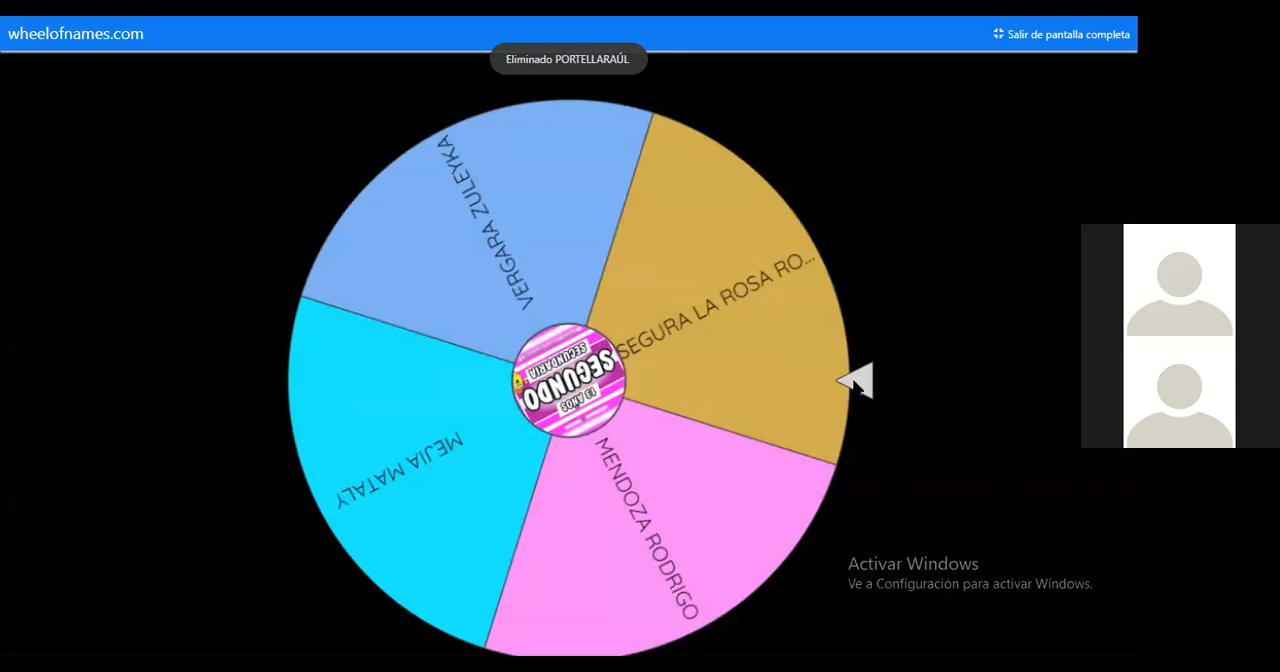 wheelofnames.com
Salir de pantalla completa
Eliminado PORTELLARAÚL
VERGARA ZULEYKA
SEGURA LA ROSA RO...
MEJIA MATALY
MENDOZA RODRIGO
SEGUNDO
SECUNDARIA
Activar Windows
Ve a Configuración para activar Windows.